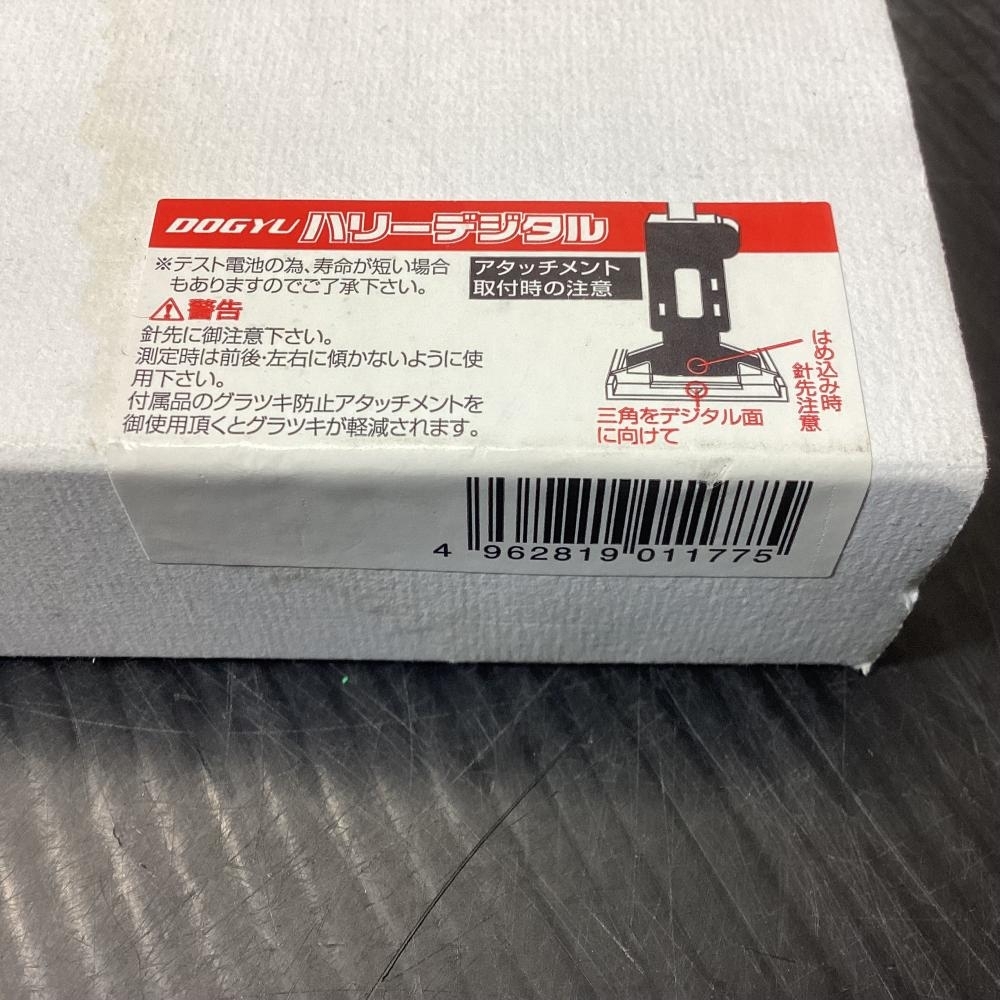 DOGYU ハリーデジタル
※テスト電池の為、寿命が短い場合
もありますのでご了承下さい。
警告
針先に御注意下さい。
測定時は前後・左右に傾かないように使
用下さい。
付属品のグラツキ防止アタッチメントを
御使用頂くとグラツキが軽減されます。
アタッチメント
取付時の注意
はめ込み時
針先注意
三角をデジタル面
に向けて
4 962819 011775